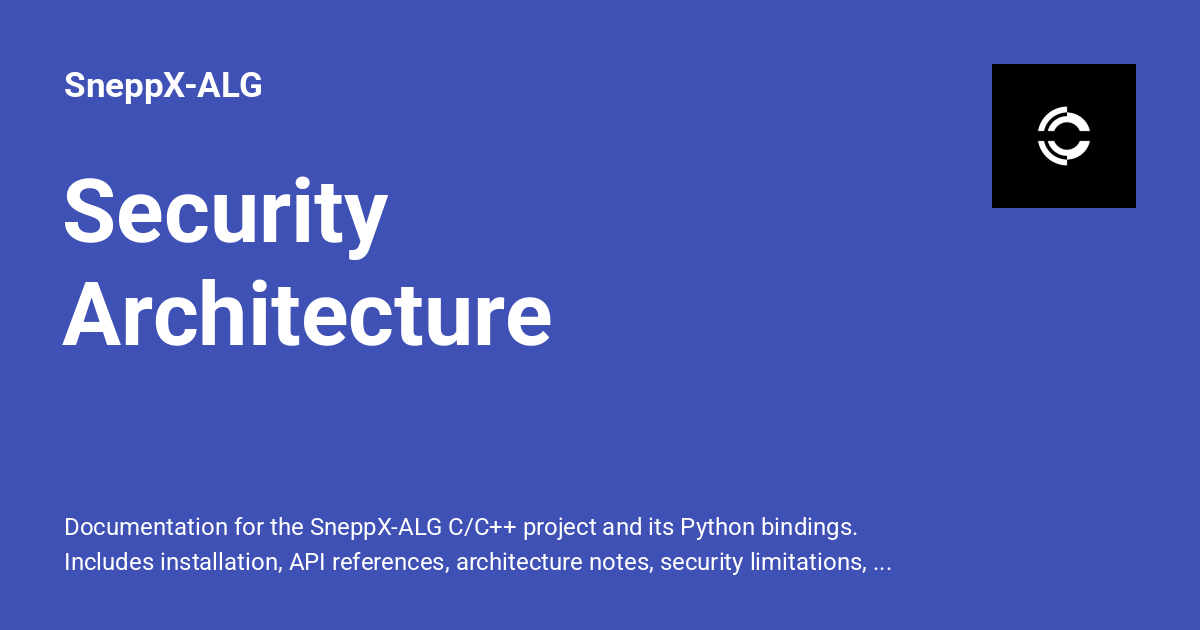 SneppX-ALG
Security
Architecture
Documentation for the SneppX-ALG C/C++ project and its Python bindings.
Includes installation, API references, architecture notes, security limitations, ...